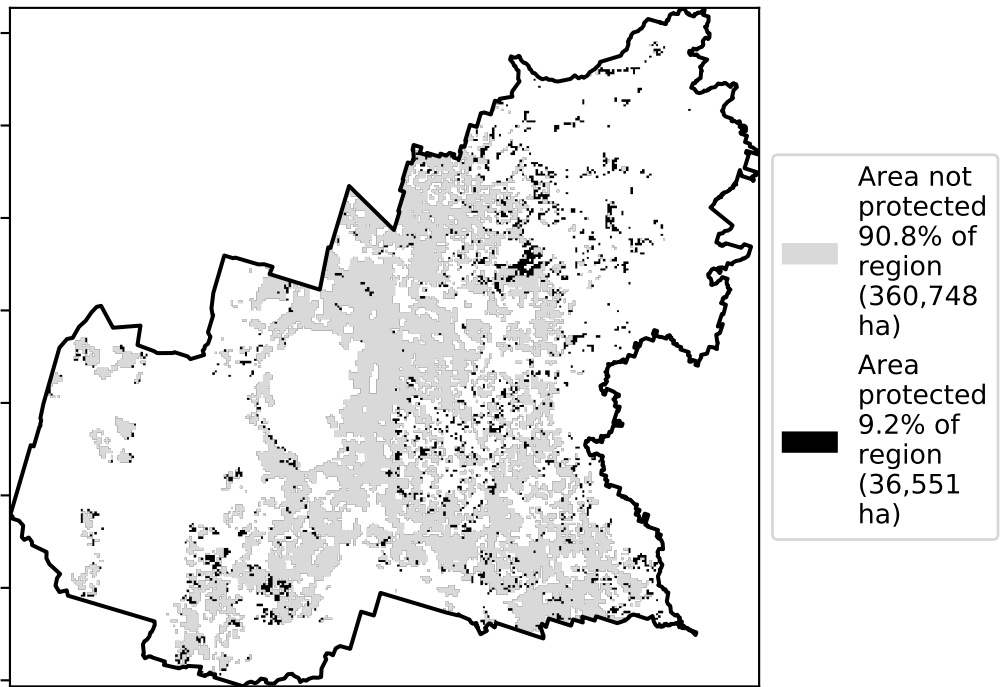 Area not
protected
90.8% of
region
(360,748
ha)
Area
protected
9.2% of
region
(36,551
ha)